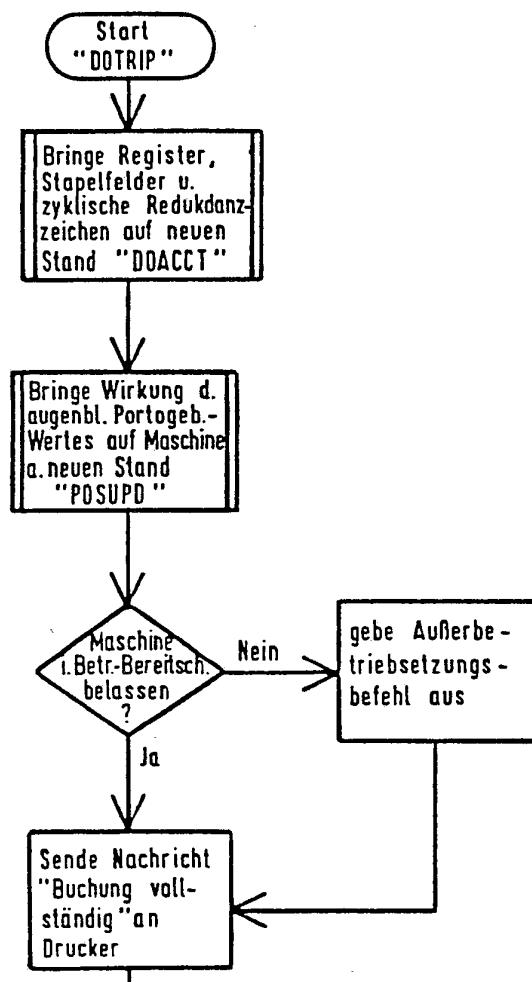 Start
"DOTRIP"
Bringe Register,
Stapelfelder u.
zyklische Redukdanz-
zeichen auf neuen
Stand "DOACCT"
Bringe Wirkung d.
augenbl. Portogeb.-
Wertes auf Maschine
a. neuen Stand
"POSUPD"
Maschine
i. Betr.-Bereitsch.
belassen
?
Nein
gebe Außerbe-
triebsetzungs-
befehl aus
Ja
Sende Nachricht
"Buchung voll-
ständig" an
Drucker